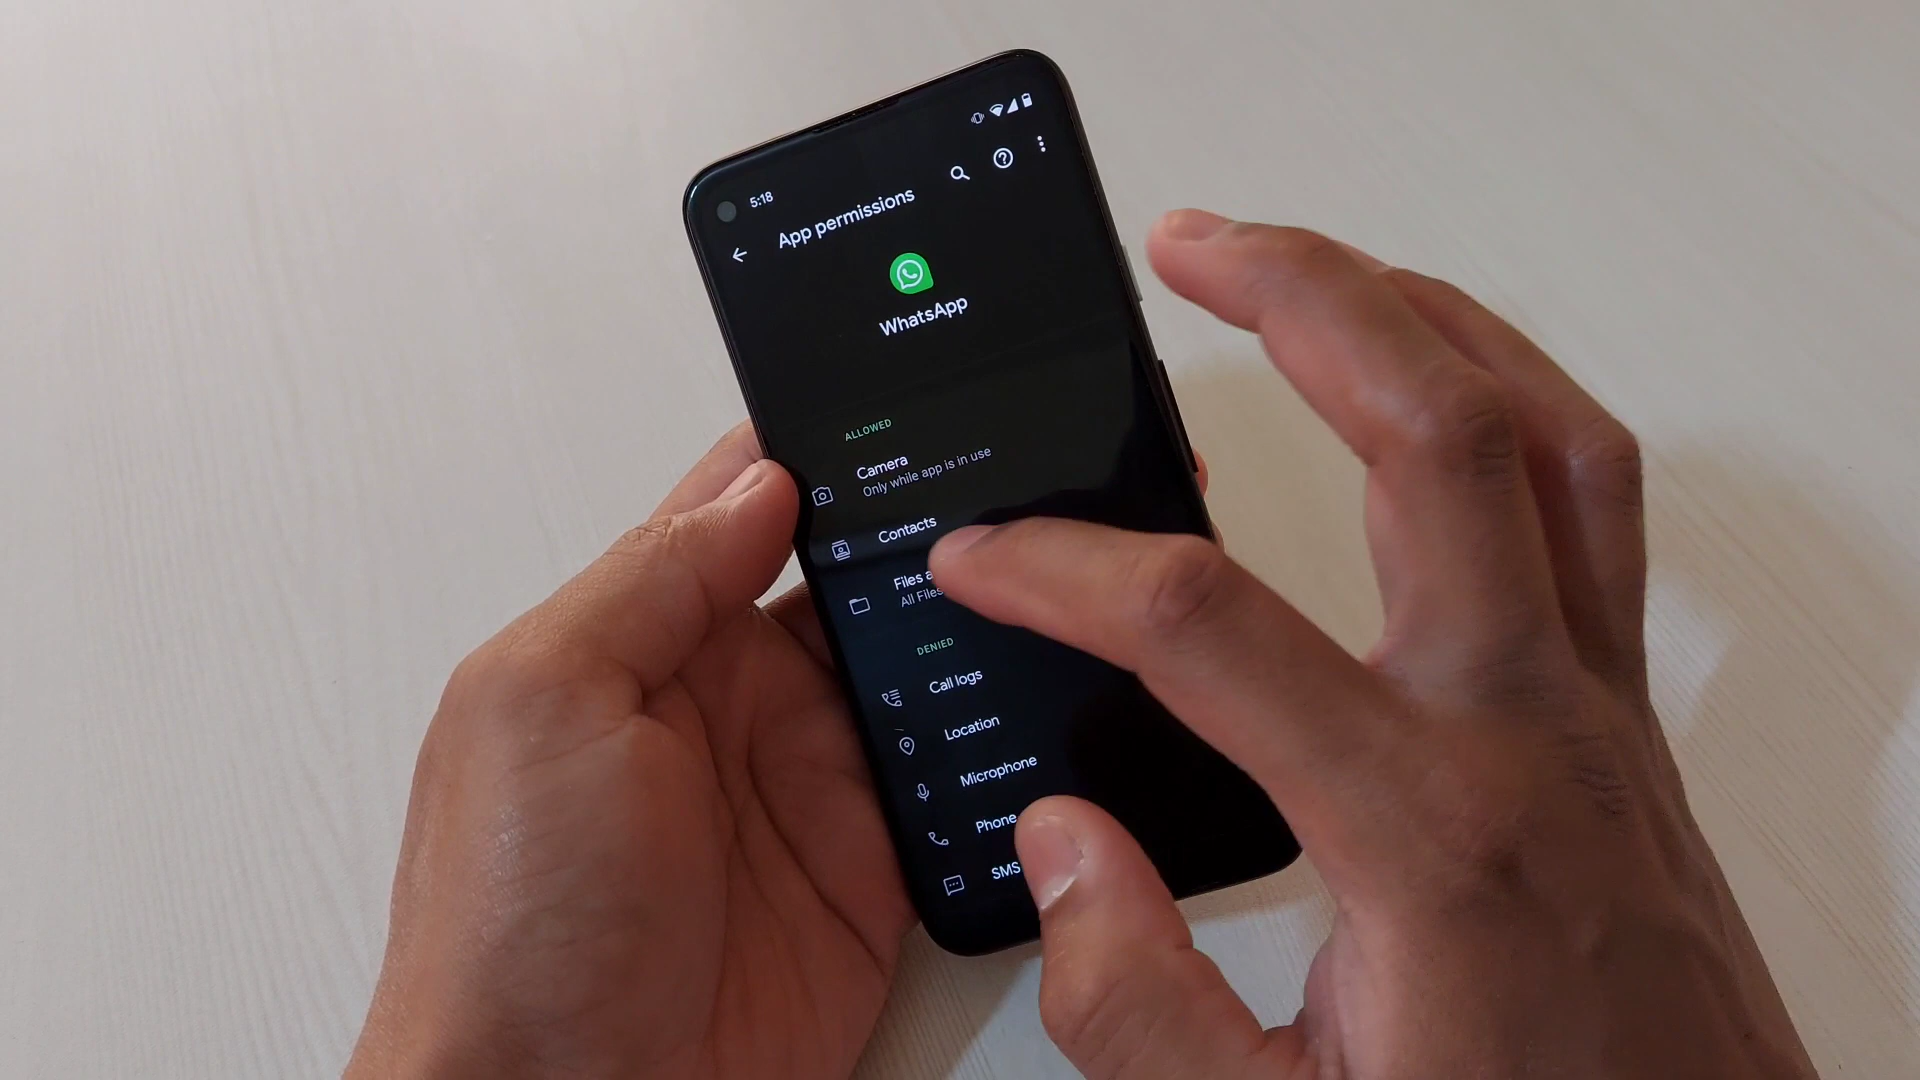 5:18
App permissions
WhatsApp
ALLOWED
Camera
Only while app is in use
Contacts
Files
All Files
DENIED
Call logs
Location
Microphone
Phone
SMS